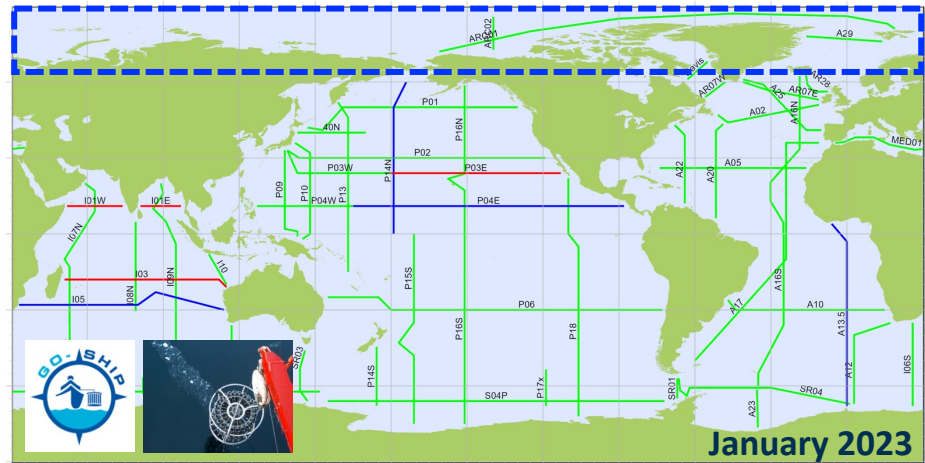 ARC01
ARC02
A29
Davis
AR07W
A25
AR07E
AR28
A16N
A02
MED01
P01
P16N
40N
P02
P14N
P03W
P03E
P09
P10
P13
P04W
P04E
A22
A20
A05
I01W
I01E
I07N
I10
I03
I09N
I08N
I05
P15S
P06
P16S
P18
A17
A16S
A10
A13.5
A12
I06S
SR03
P14S
P17x
S04P
SR01
SR04
A23
GO-SHIP
January 2023